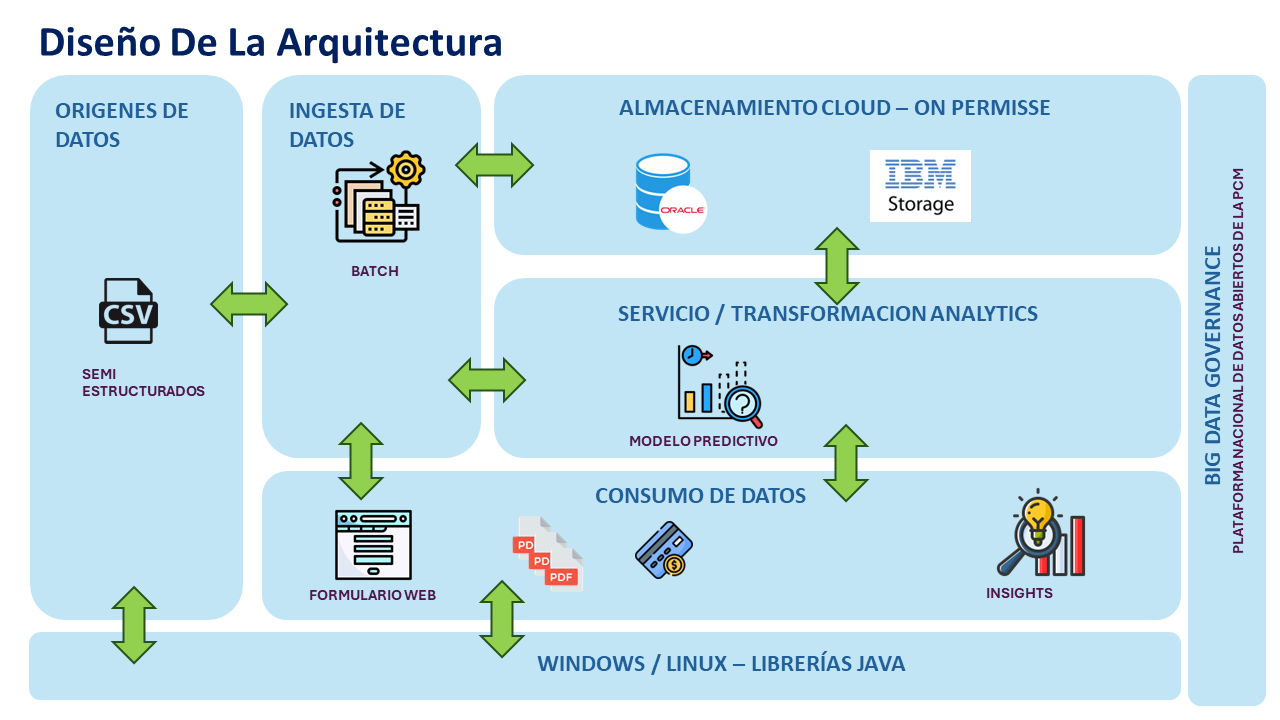 Diseño De La Arquitectura
ORIGENES DE
DATOS
CSV
SEMI
ESTRUCTURADOS
INGESTA DE
DATOS
BATCH
ALMACENAMIENTO CLOUD – ON PERMISSE
ORACLE
IBM
Storage
SERVICIO / TRANSFORMACION ANALYTICS
MODELO PREDICTIVO
CONSUMO DE DATOS
FORMULARIO WEB
PD
PD
PDF
INSIGHTS
WINDOWS / LINUX – LIBRERÍAS JAVA
BIG DATA GOVERNANCE
PLATAFORMA NACIONAL DE DATOS ABIERTOS DE LA PCM